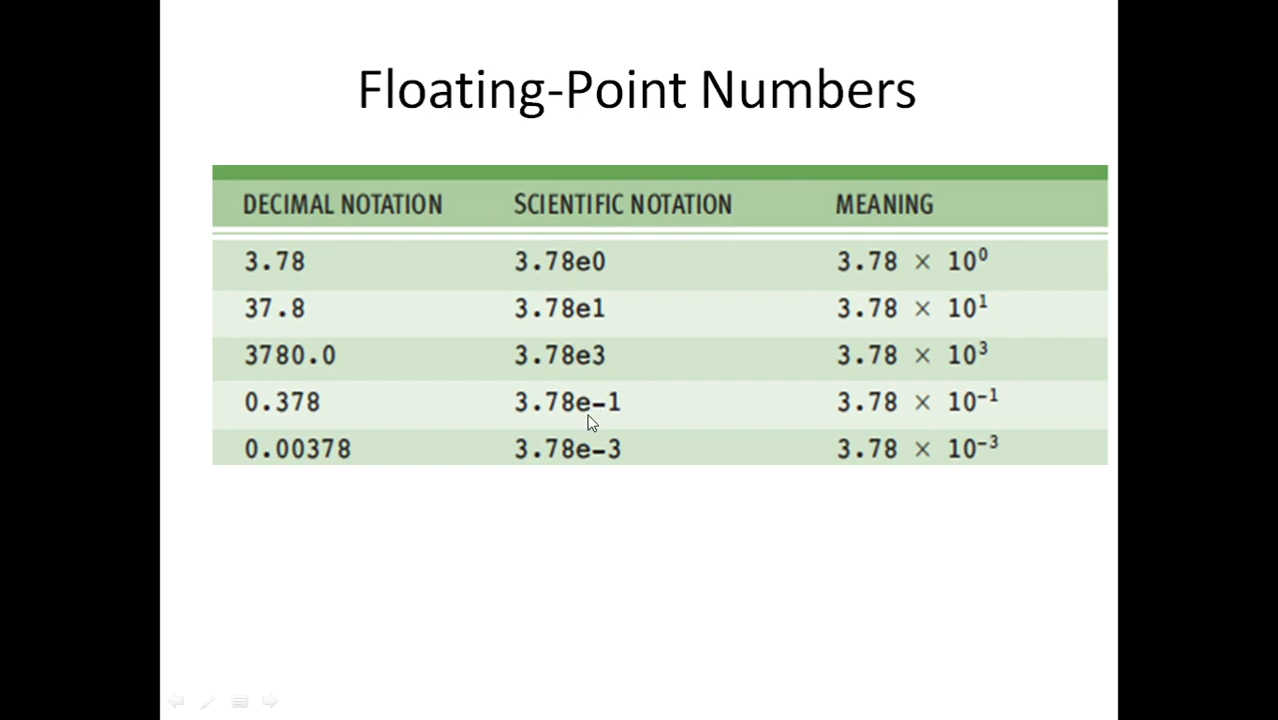 Floating-Point Numbers
DECIMAL NOTATION SCIENTIFIC NOTATION MEANING
3.78 3.78e0 3.78 × 10⁰
37.8 3.78e1 3.78 × 10¹
3780.0 3.78e3 3.78 × 10³
0.378 3.78e-1 3.78 × 10⁻¹
0.00378 3.78e-3 3.78 × 10⁻³